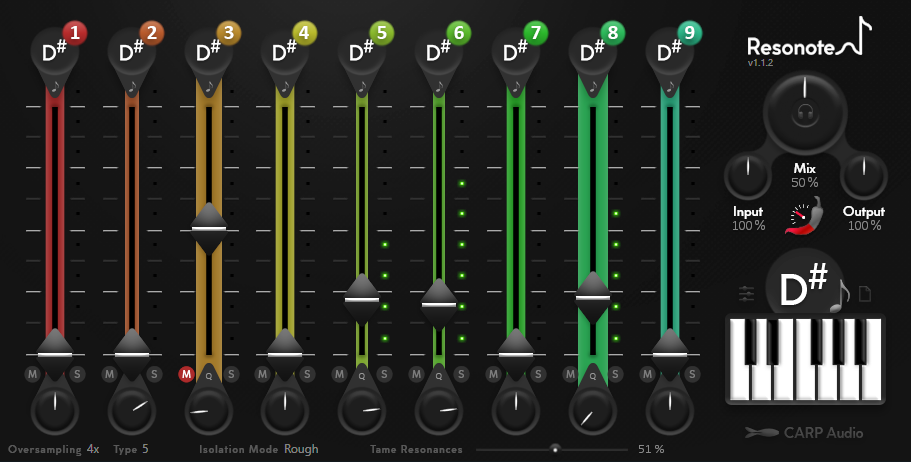 1 2 3 4 5 6 7 8 9
D# D# D# D# D# D# D# D# D#
Resonote
v1.1.2
Mix
50 %
Input Output
100 % 100 %
D#
M S M S M Q S M S M Q S M Q S M S M Q S M S
CARP Audio
Oversampling 4x Type 5 Isolation Mode Rough Tame Resonances 51 %